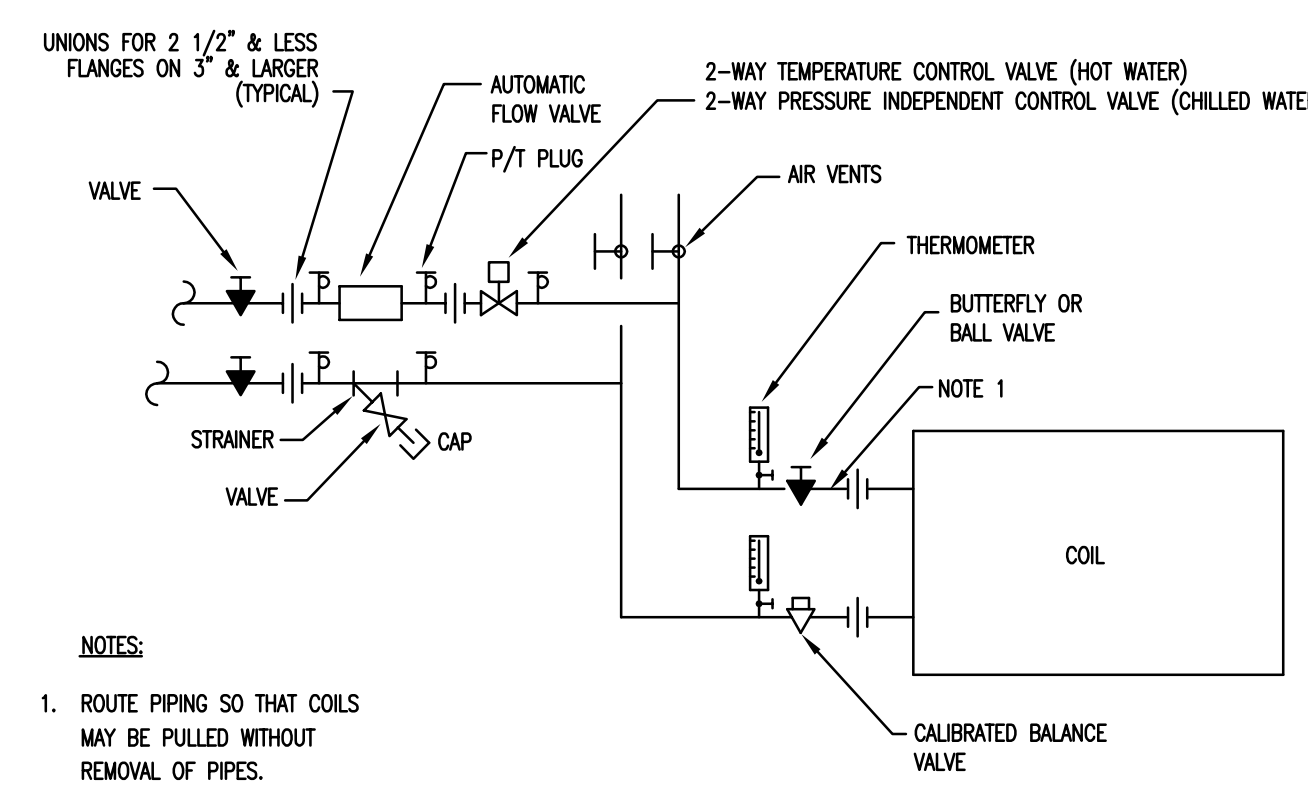 UNIONS FOR 2 1/2" & LESS
FLANGES ON 3" & LARGER
(TYPICAL)
AUTOMATIC
FLOW VALVE
2-WAY TEMPERATURE CONTROL VALVE (HOT WATER)
2-WAY PRESSURE INDEPENDENT CONTROL VALVE (CHILLED WATE
P/T PLUG
VALVE
AIR VENTS
THERMOMETER
BUTTERFLY OR
BALL VALVE
NOTE 1
STRAINER
CAP
VALVE
COIL
NOTES:
1. ROUTE PIPING SO THAT COILS
MAY BE PULLED WITHOUT
REMOVAL OF PIPES.
CALIBRATED BALANCE
VALVE